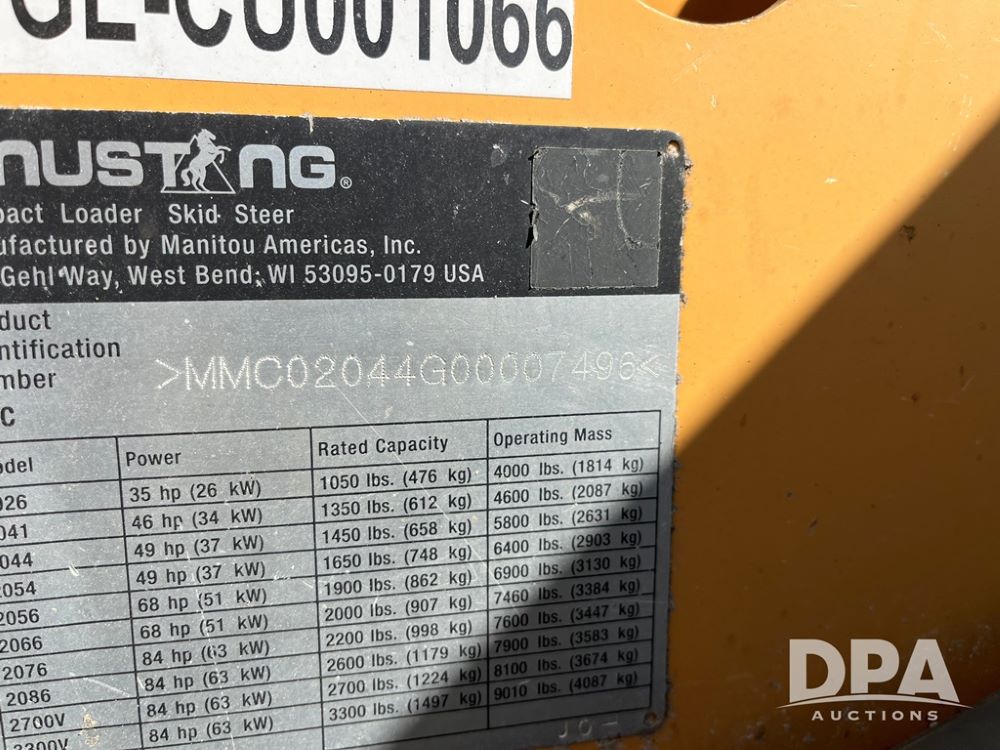 GL-CU001066
MUSTANG®
pact Loader Skid Steer
nufactured by Manitou Americas, Inc.
Gehl Way, West Bend, WI 53095-0179 USA
duct
ntification
mber
>MMC02044G00007496<
C
odel Power Rated Capacity Operating Mass
026 35 hp (26 kW) 1050 lbs. (476 kg) 4000 lbs. (1814 kg)
041 46 hp (34 kW) 1350 lbs. (612 kg) 4600 lbs. (2087 kg)
044 49 hp (37 kW) 1450 lbs. (658 kg) 5800 lbs. (2631 kg)
2054 49 hp (37 kW) 1650 lbs. (748 kg) 6400 lbs. (2903 kg)
2056 68 hp (51 kW) 1900 lbs. (862 kg) 6900 lbs. (3130 kg)
2066 68 hp (51 kW) 2000 lbs. (907 kg) 7460 lbs. (3384 kg)
2076 84 hp (63 kW) 2200 lbs. (998 kg) 7600 lbs. (3447 kg)
2086 84 hp (63 kW) 2600 lbs. (1179 kg) 7900 lbs. (3583 kg)
2700V 84 hp (63 kW) 2700 lbs. (1224 kg) 8100 lbs. (3674 kg)
3300V 84 hp (63 kW) 3300 lbs. (1497 kg) 9010 lbs. (4087 kg)
DPA
AUCTIONS